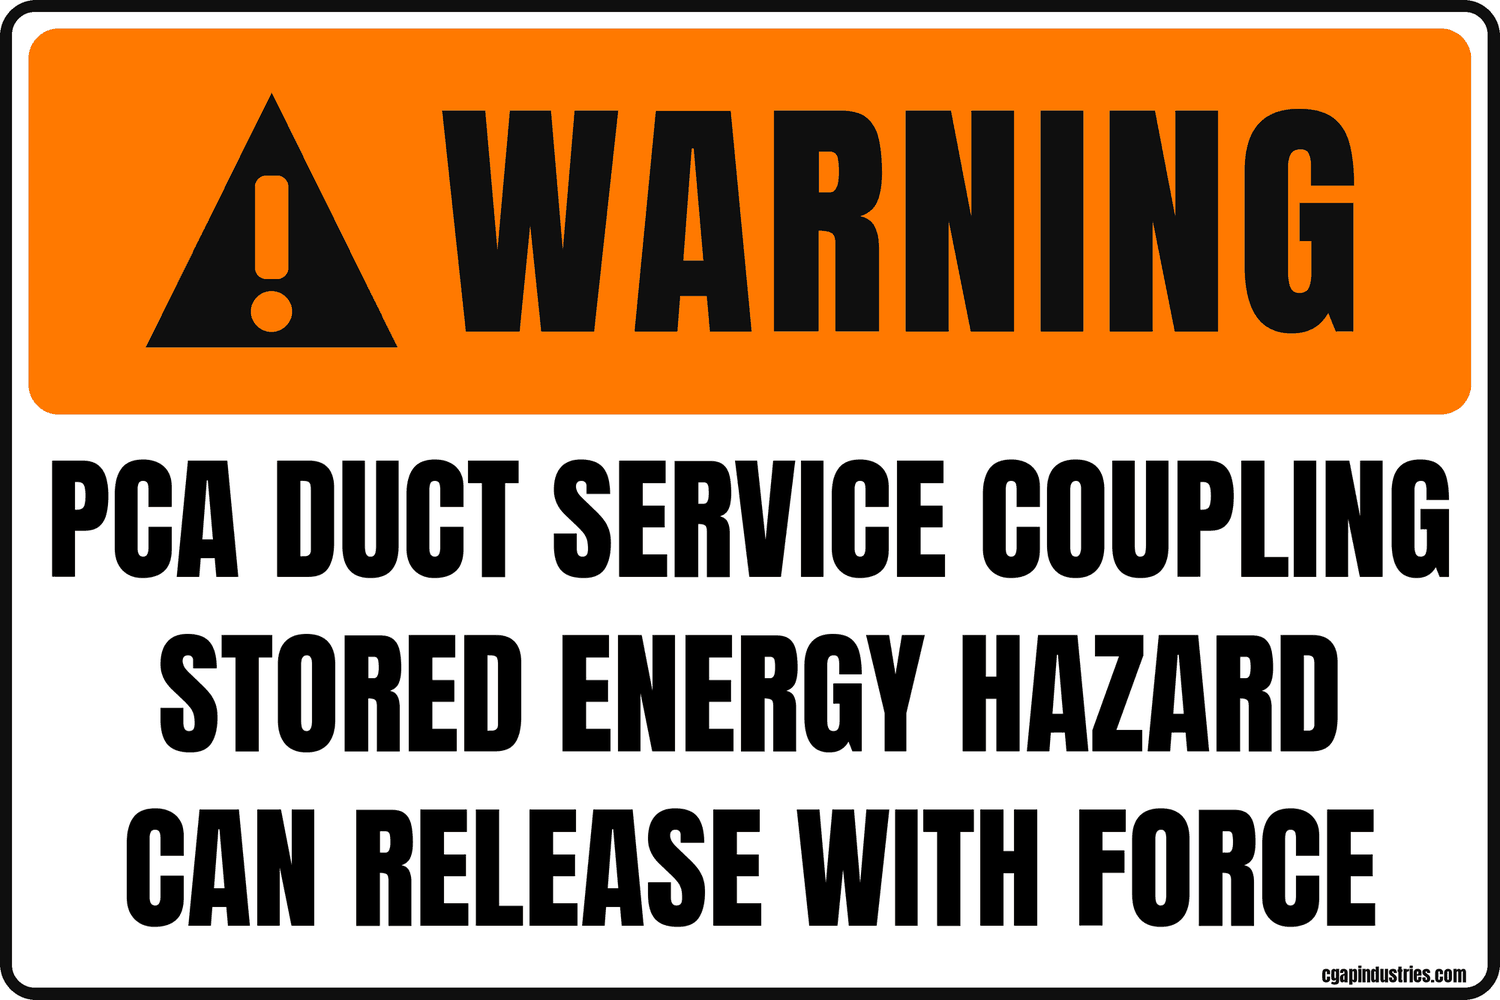 WARNING
PCA DUCT SERVICE COUPLING
STORED ENERGY HAZARD
CAN RELEASE WITH FORCE
cgapindustries.com